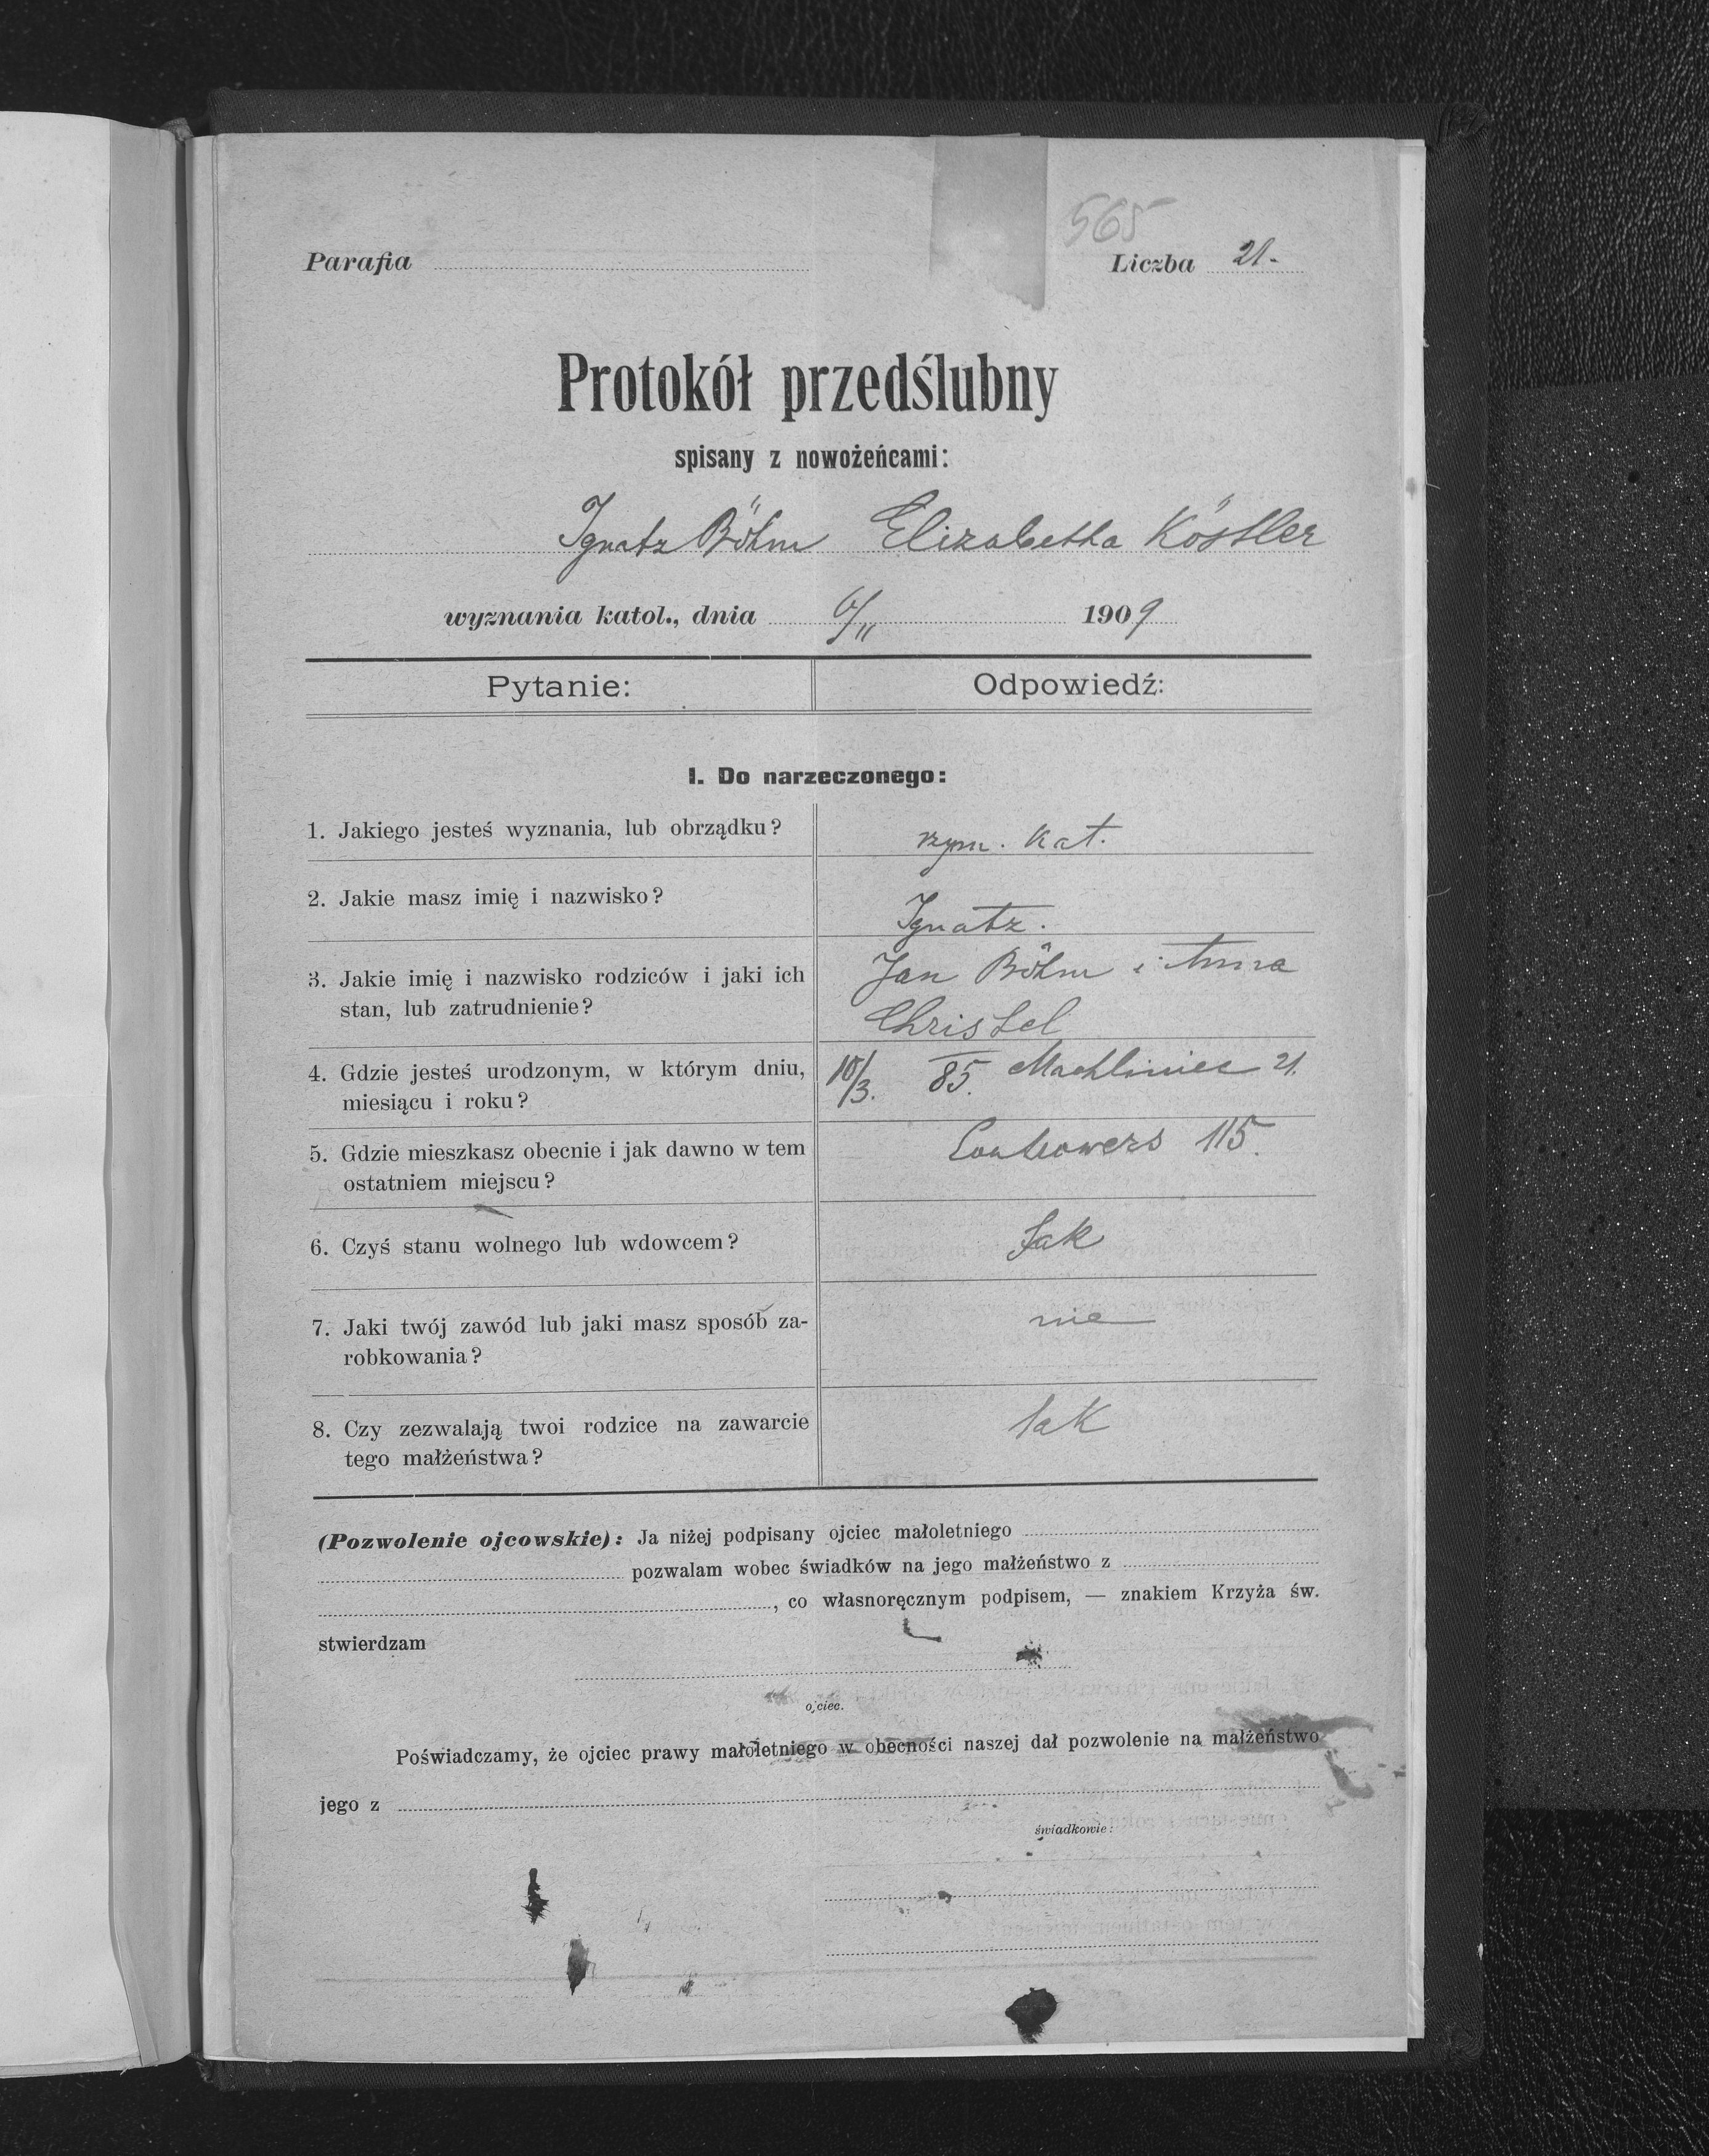 565
Parafia
Liczba 21.
Protokół przedślubny
spisany z nowożeńcami:
Ignatz Böhm Elizabetha Köstler
wyznania katol., dnia 6/11 1909
Pytanie:
Odpowiedź:
I. Do narzeczonego:
1. Jakiego jesteś wyznania, lub obrządku?
rzym. kat.
2. Jakie masz imię i nazwisko?
Ignatz.
3. Jakie imię i nazwisko rodziców i jaki ich
stan, lub zatrudnienie?
Jan Böhm i Anna
Christel
4. Gdzie jesteś urodzonym, w którym dniu,
miesiącu i roku?
10/3. 85. Machliniec 21.
5. Gdzie mieszkasz obecnie i jak dawno w tem
ostatniem miejscu?
115.
6. Czyś stanu wolnego lub wdowcem?
Tak
7. Jaki twój zawód lub jaki masz sposób za-
robkowania?
nie
8. Czy zezwalają twoi rodzice na zawarcie
tego małżeństwa?
tak
(Pozwolenie ojcowskie): Ja niżej podpisany ojciec małoletniego
pozwalam wobec świadków na jego małżeństwo z
, co własnoręcznym podpisem, — znakiem Krzyża św.
stwierdzam
ojciec.
Poświadczamy, że ojciec prawy małoletniego w obecności naszej dał pozwolenie na małżeństwo
jego z
świadkowie: